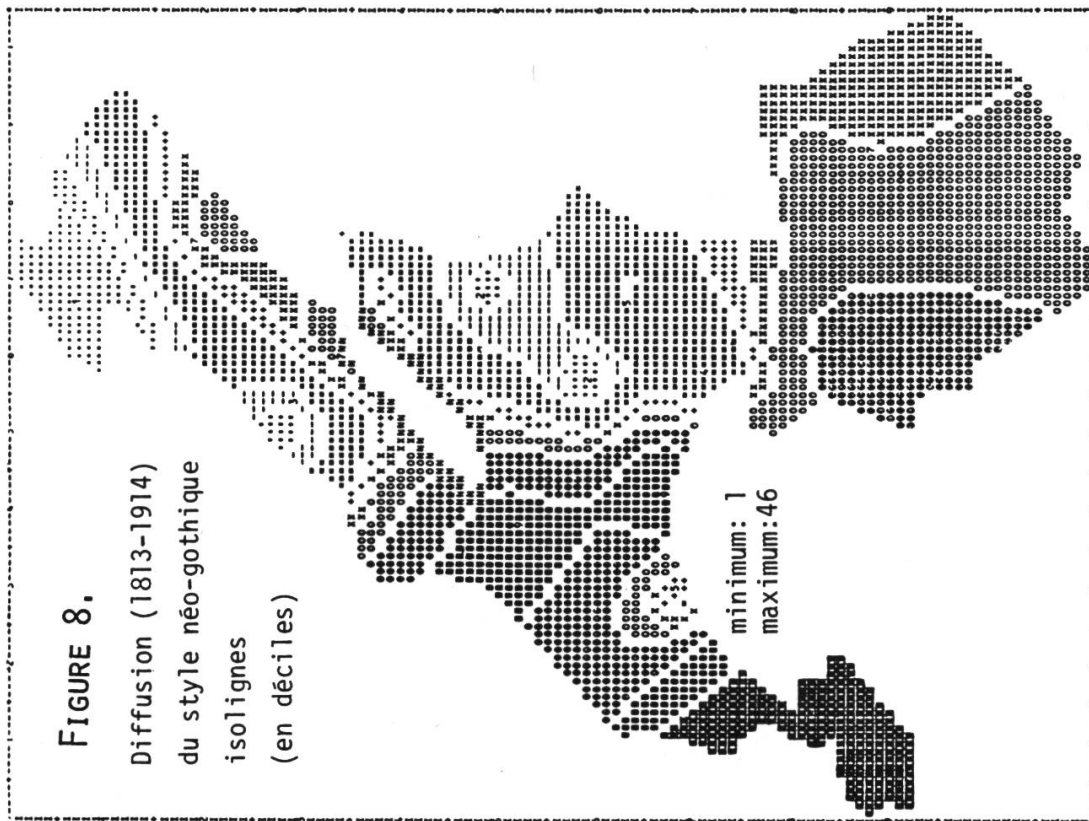 FIGURE 8.
Diffusion (1813-1914)
du style néo-gothique
isolignes
(en déciles)
minimum: 1
maximum:46